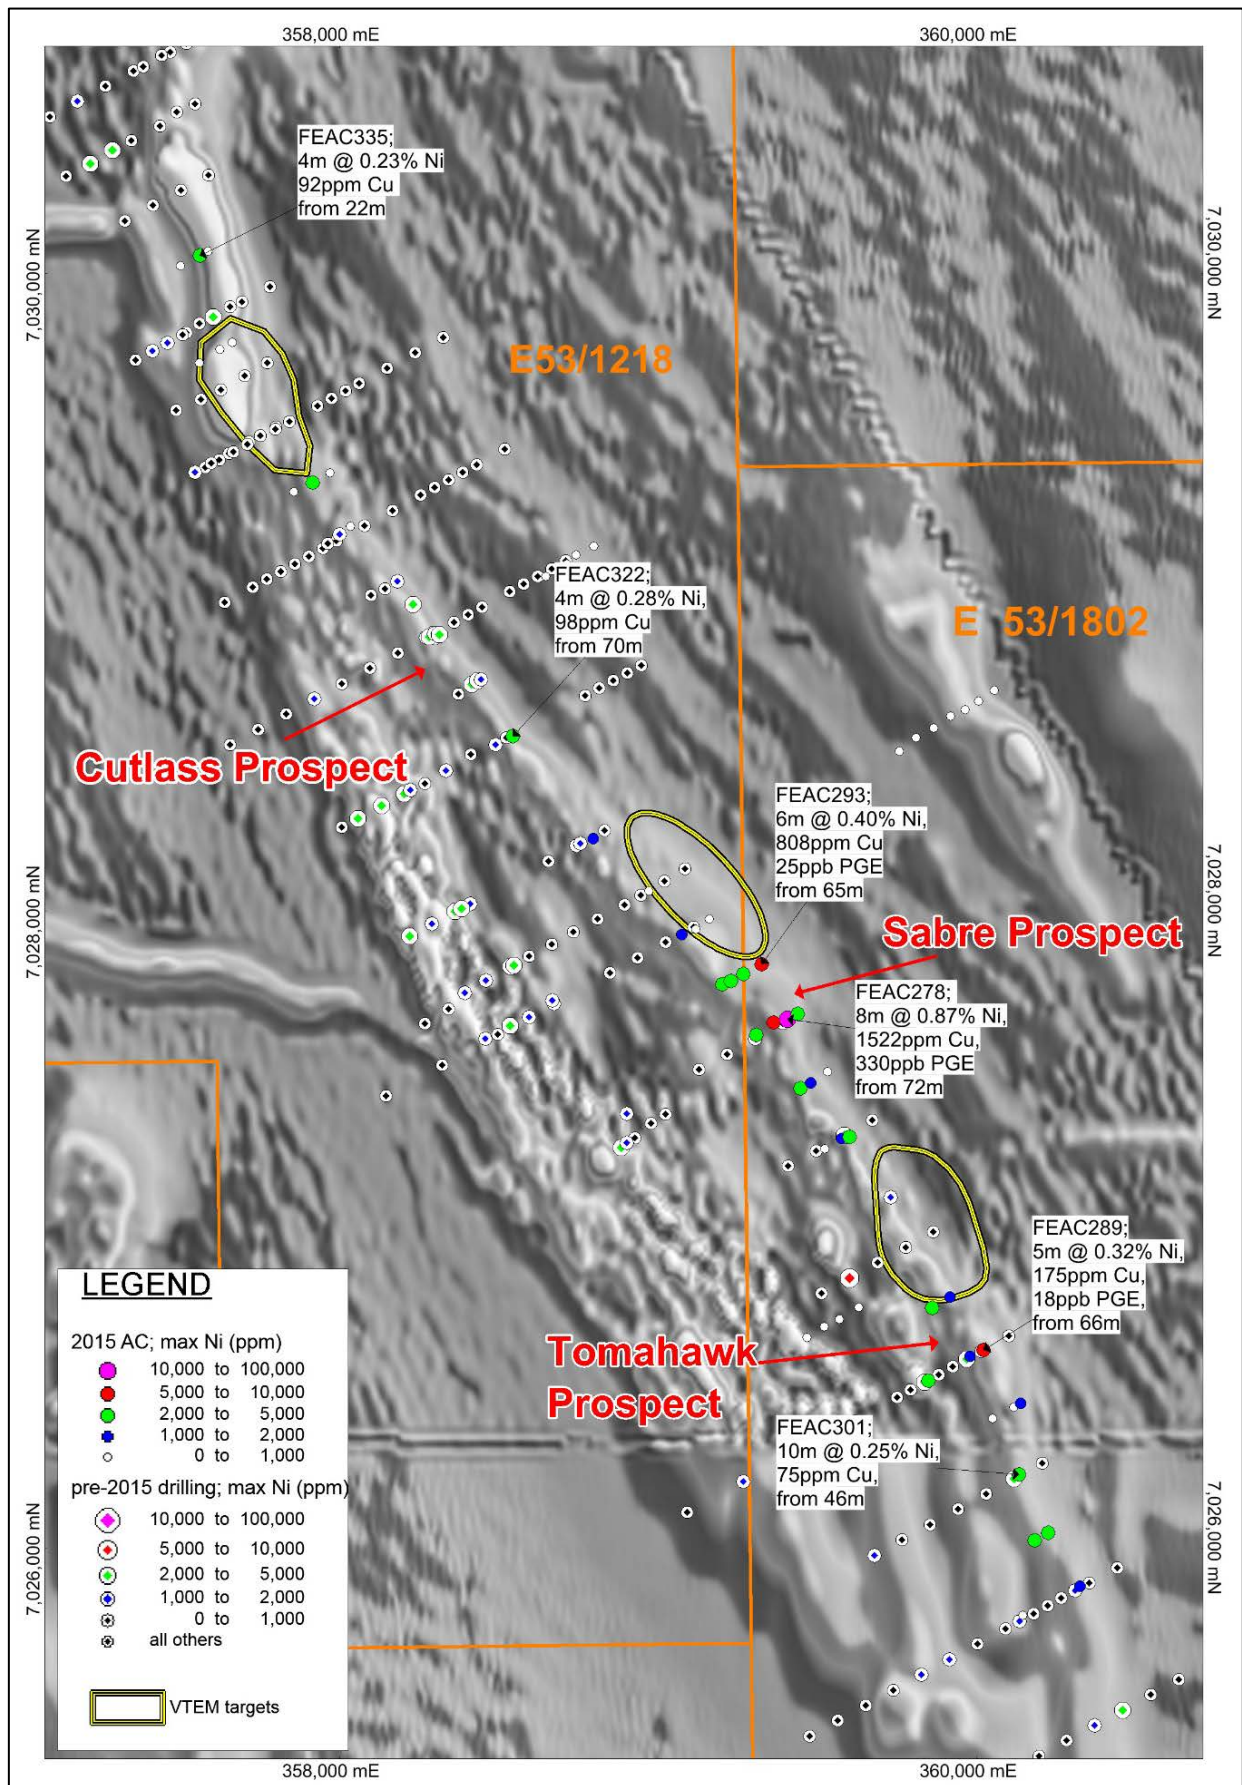 358,000 mE
360,000 mE
FEAC335;
4m @ 0.23% Ni
92ppm Cu
from 22m
7,030,000 mN
7,030,000 mN
E53/1218
FEAC322;
4m @ 0.28% Ni,
98ppm Cu
from 70m
E 53/1802
Cutlass Prospect
FEAC293;
6m @ 0.40% Ni,
808ppm Cu
25ppb PGE
from 65m
7,028,000 mN
7,028,000 mN
Sabre Prospect
FEAC278;
8m @ 0.87% Ni,
1522ppm Cu,
330ppb PGE
from 72m
FEAC289;
5m @ 0.32% Ni,
175ppm Cu,
18ppb PGE,
from 66m
Tomahawk
Prospect
FEAC301;
10m @ 0.25% Ni,
75ppm Cu,
from 46m
7,026,000 mN
7,026,000 mN
LEGEND
2015 AC; max Ni (ppm)
10,000 to 100,000
5,000 to 10,000
2,000 to 5,000
1,000 to 2,000
0 to 1,000
pre-2015 drilling; max Ni (ppm)
10,000 to 100,000
5,000 to 10,000
2,000 to 5,000
1,000 to 2,000
0 to 1,000
all others
VTEM targets
358,000 mE
360,000 mE